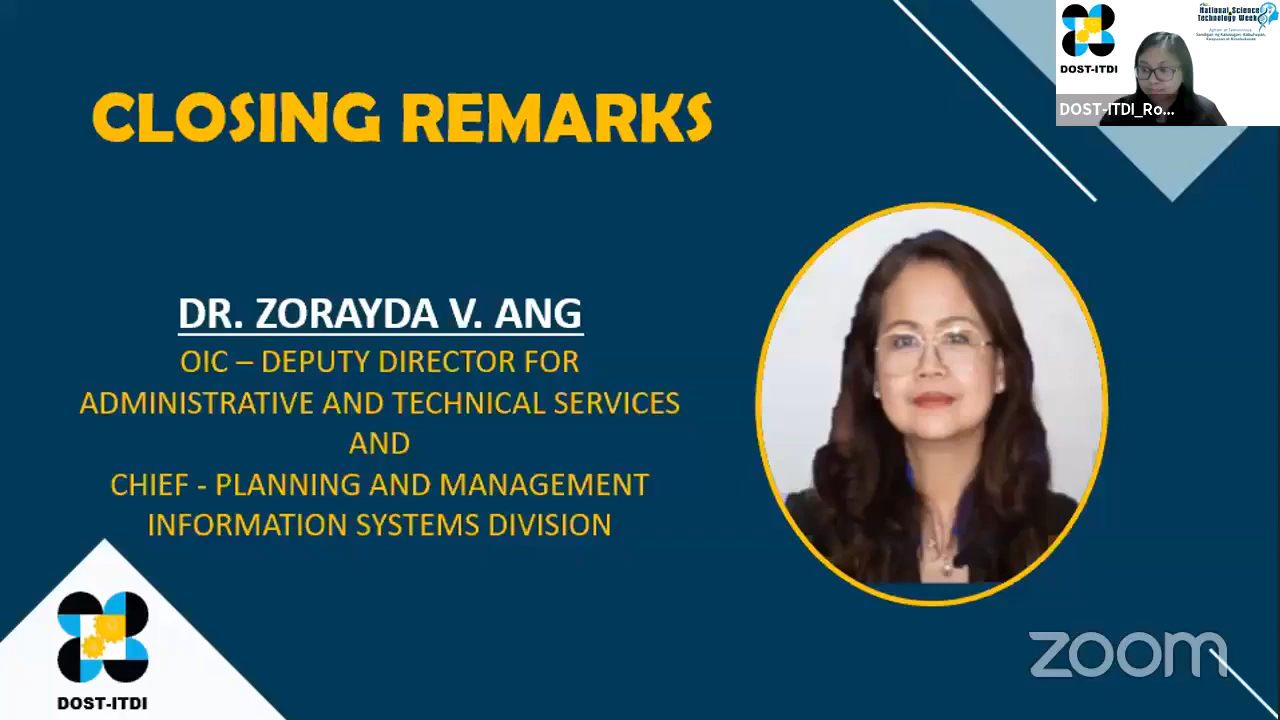 CLOSING REMARKS
DR. ZORAYDA V. ANG
OIC – DEPUTY DIRECTOR FOR
ADMINISTRATIVE AND TECHNICAL SERVICES
AND
CHIEF - PLANNING AND MANAGEMENT
INFORMATION SYSTEMS DIVISION
DOST-ITDI
zoom
DOST-ITDI
National Science
Technology Week
DOST-ITDI_Ro...